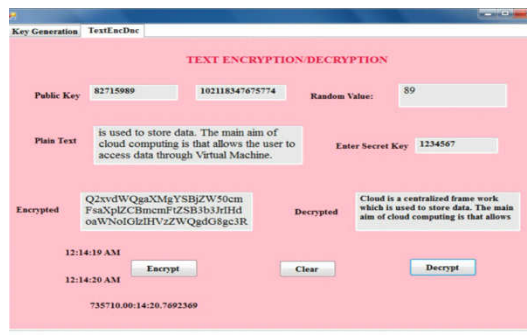 Key Generation TextEncDnc
TEXT ENCRYPTION/DECRYPTION
Public Key 82715989 102118347675774 Random Value: 89
Plain Text
is used to store data. The main aim of
cloud computing is that allows the user to
access data through Virtual Machine.
Enter Secret Key 1234567
Encrypted
Q2xvdWQgaXMgYSBjZW50cm
FsaXplZCBmcmFtZSB3b3JrIHd
oaWNoIGlzIHVzZWQgdG8gc3R
Decrypted
Cloud is a centralized frame work
which is used to store data. The main
aim of cloud computing is that allows
12:14:19 AM
Encrypt Clear Decrypt
12:14:20 AM
735710.00:14:20.7692369